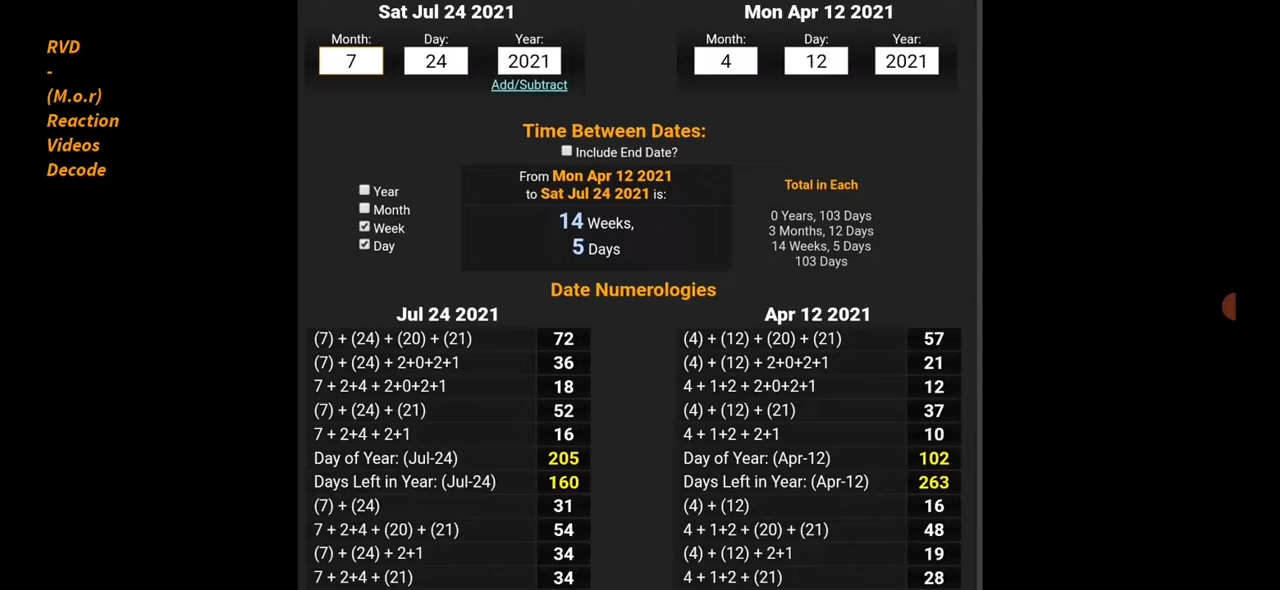 RVD
-
(M.o.r)
Reaction
Videos
Decode
Sat Jul 24 2021
Mon Apr 12 2021
Month: Day: Year:
7 24 2021
Add/Subtract
Month: Day: Year:
4 12 2021
Time Between Dates:
Include End Date?
Year
Month
Week
Day
From Mon Apr 12 2021
to Sat Jul 24 2021 is:
14 Weeks,
5 Days
Total in Each
0 Years, 103 Days
3 Months, 12 Days
14 Weeks, 5 Days
103 Days
Date Numerologies
Jul 24 2021
(7) + (24) + (20) + (21) 72
(7) + (24) + 2+0+2+1 36
7 + 2+4 + 2+0+2+1 18
(7) + (24) + (21) 52
7 + 2+4 + 2+1 16
Day of Year: (Jul-24) 205
Days Left in Year: (Jul-24) 160
(7) + (24) 31
7 + 2+4 + (20) + (21) 54
(7) + (24) + 2+1 34
7 + 2+4 + (21) 34
Apr 12 2021
(4) + (12) + (20) + (21) 57
(4) + (12) + 2+0+2+1 21
4 + 1+2 + 2+0+2+1 12
(4) + (12) + (21) 37
4 + 1+2 + 2+1 10
Day of Year: (Apr-12) 102
Days Left in Year: (Apr-12) 263
(4) + (12) 16
4 + 1+2 + (20) + (21) 48
(4) + (12) + 2+1 19
4 + 1+2 + (21) 28